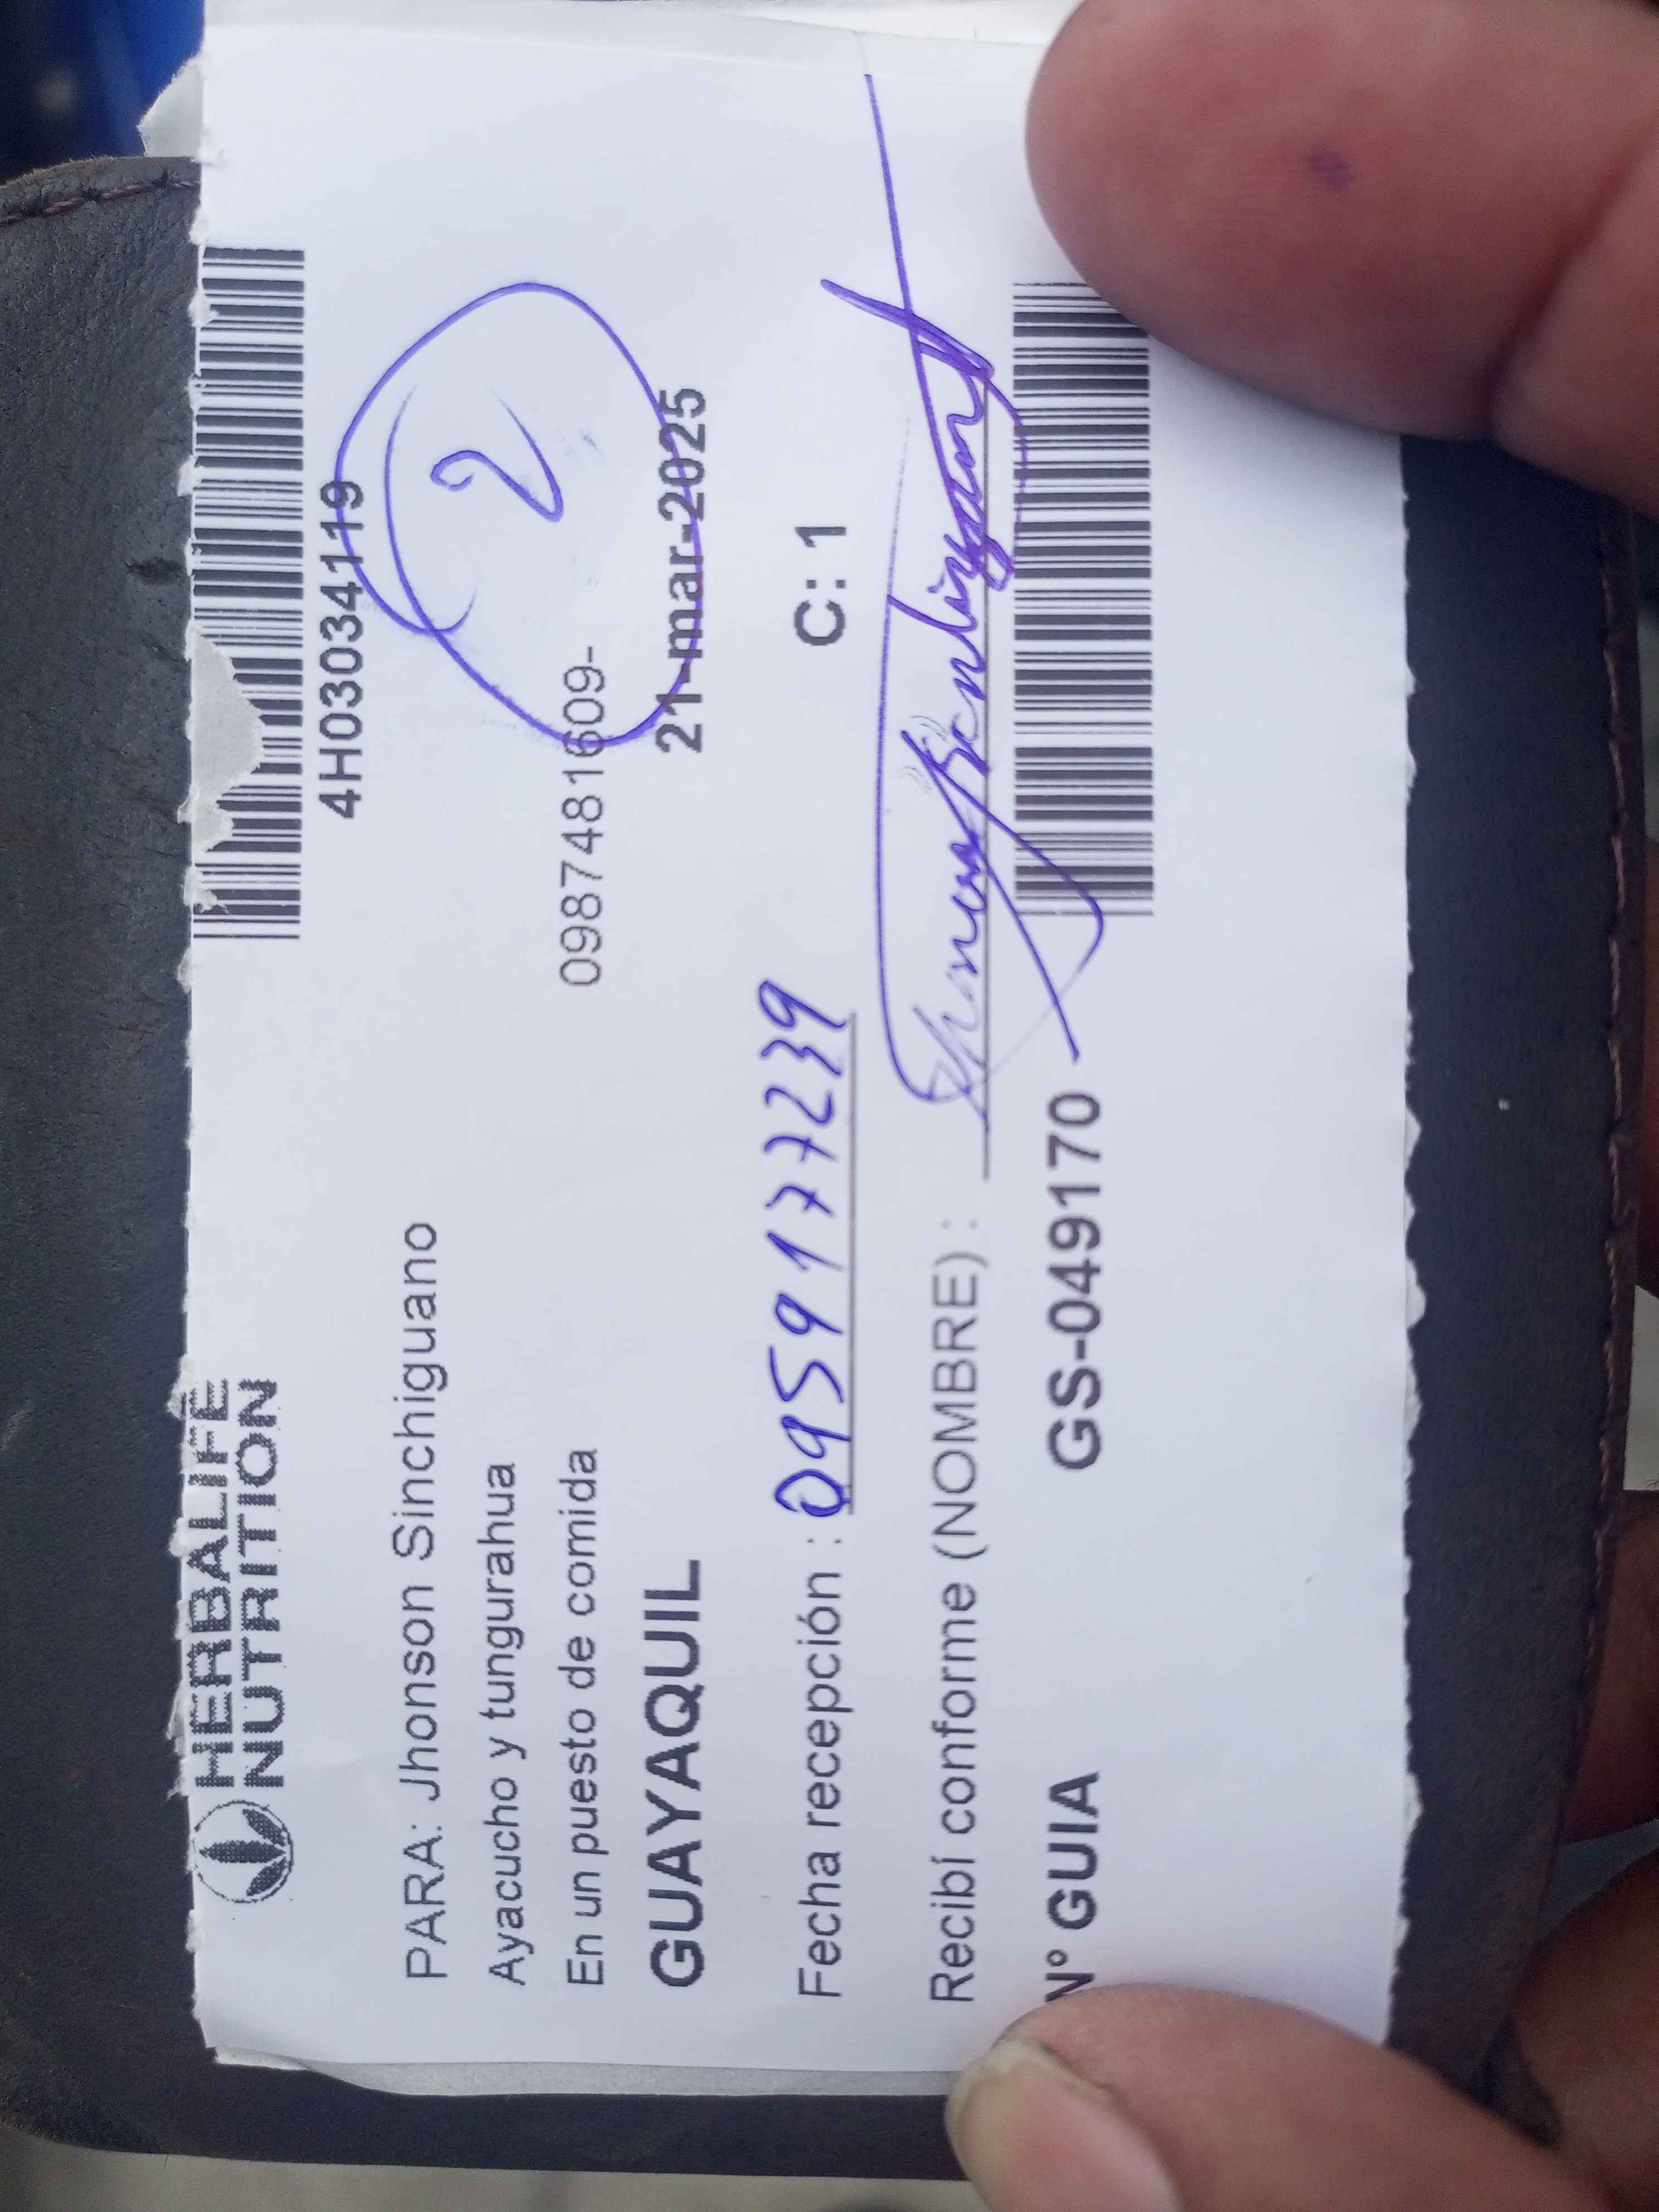 HERBALIFE
NUTRITION
4H03034119
PARA: Jhonson Sinchiguano
Ayacucho y tungurahua
2
En un puesto de comida 0987481609-
GUAYAQUIL 21-mar-2025
Fecha recepción : 0959177239 C: 1
Recibí conforme (NOMBRE) :
N° GUIA GS-049170